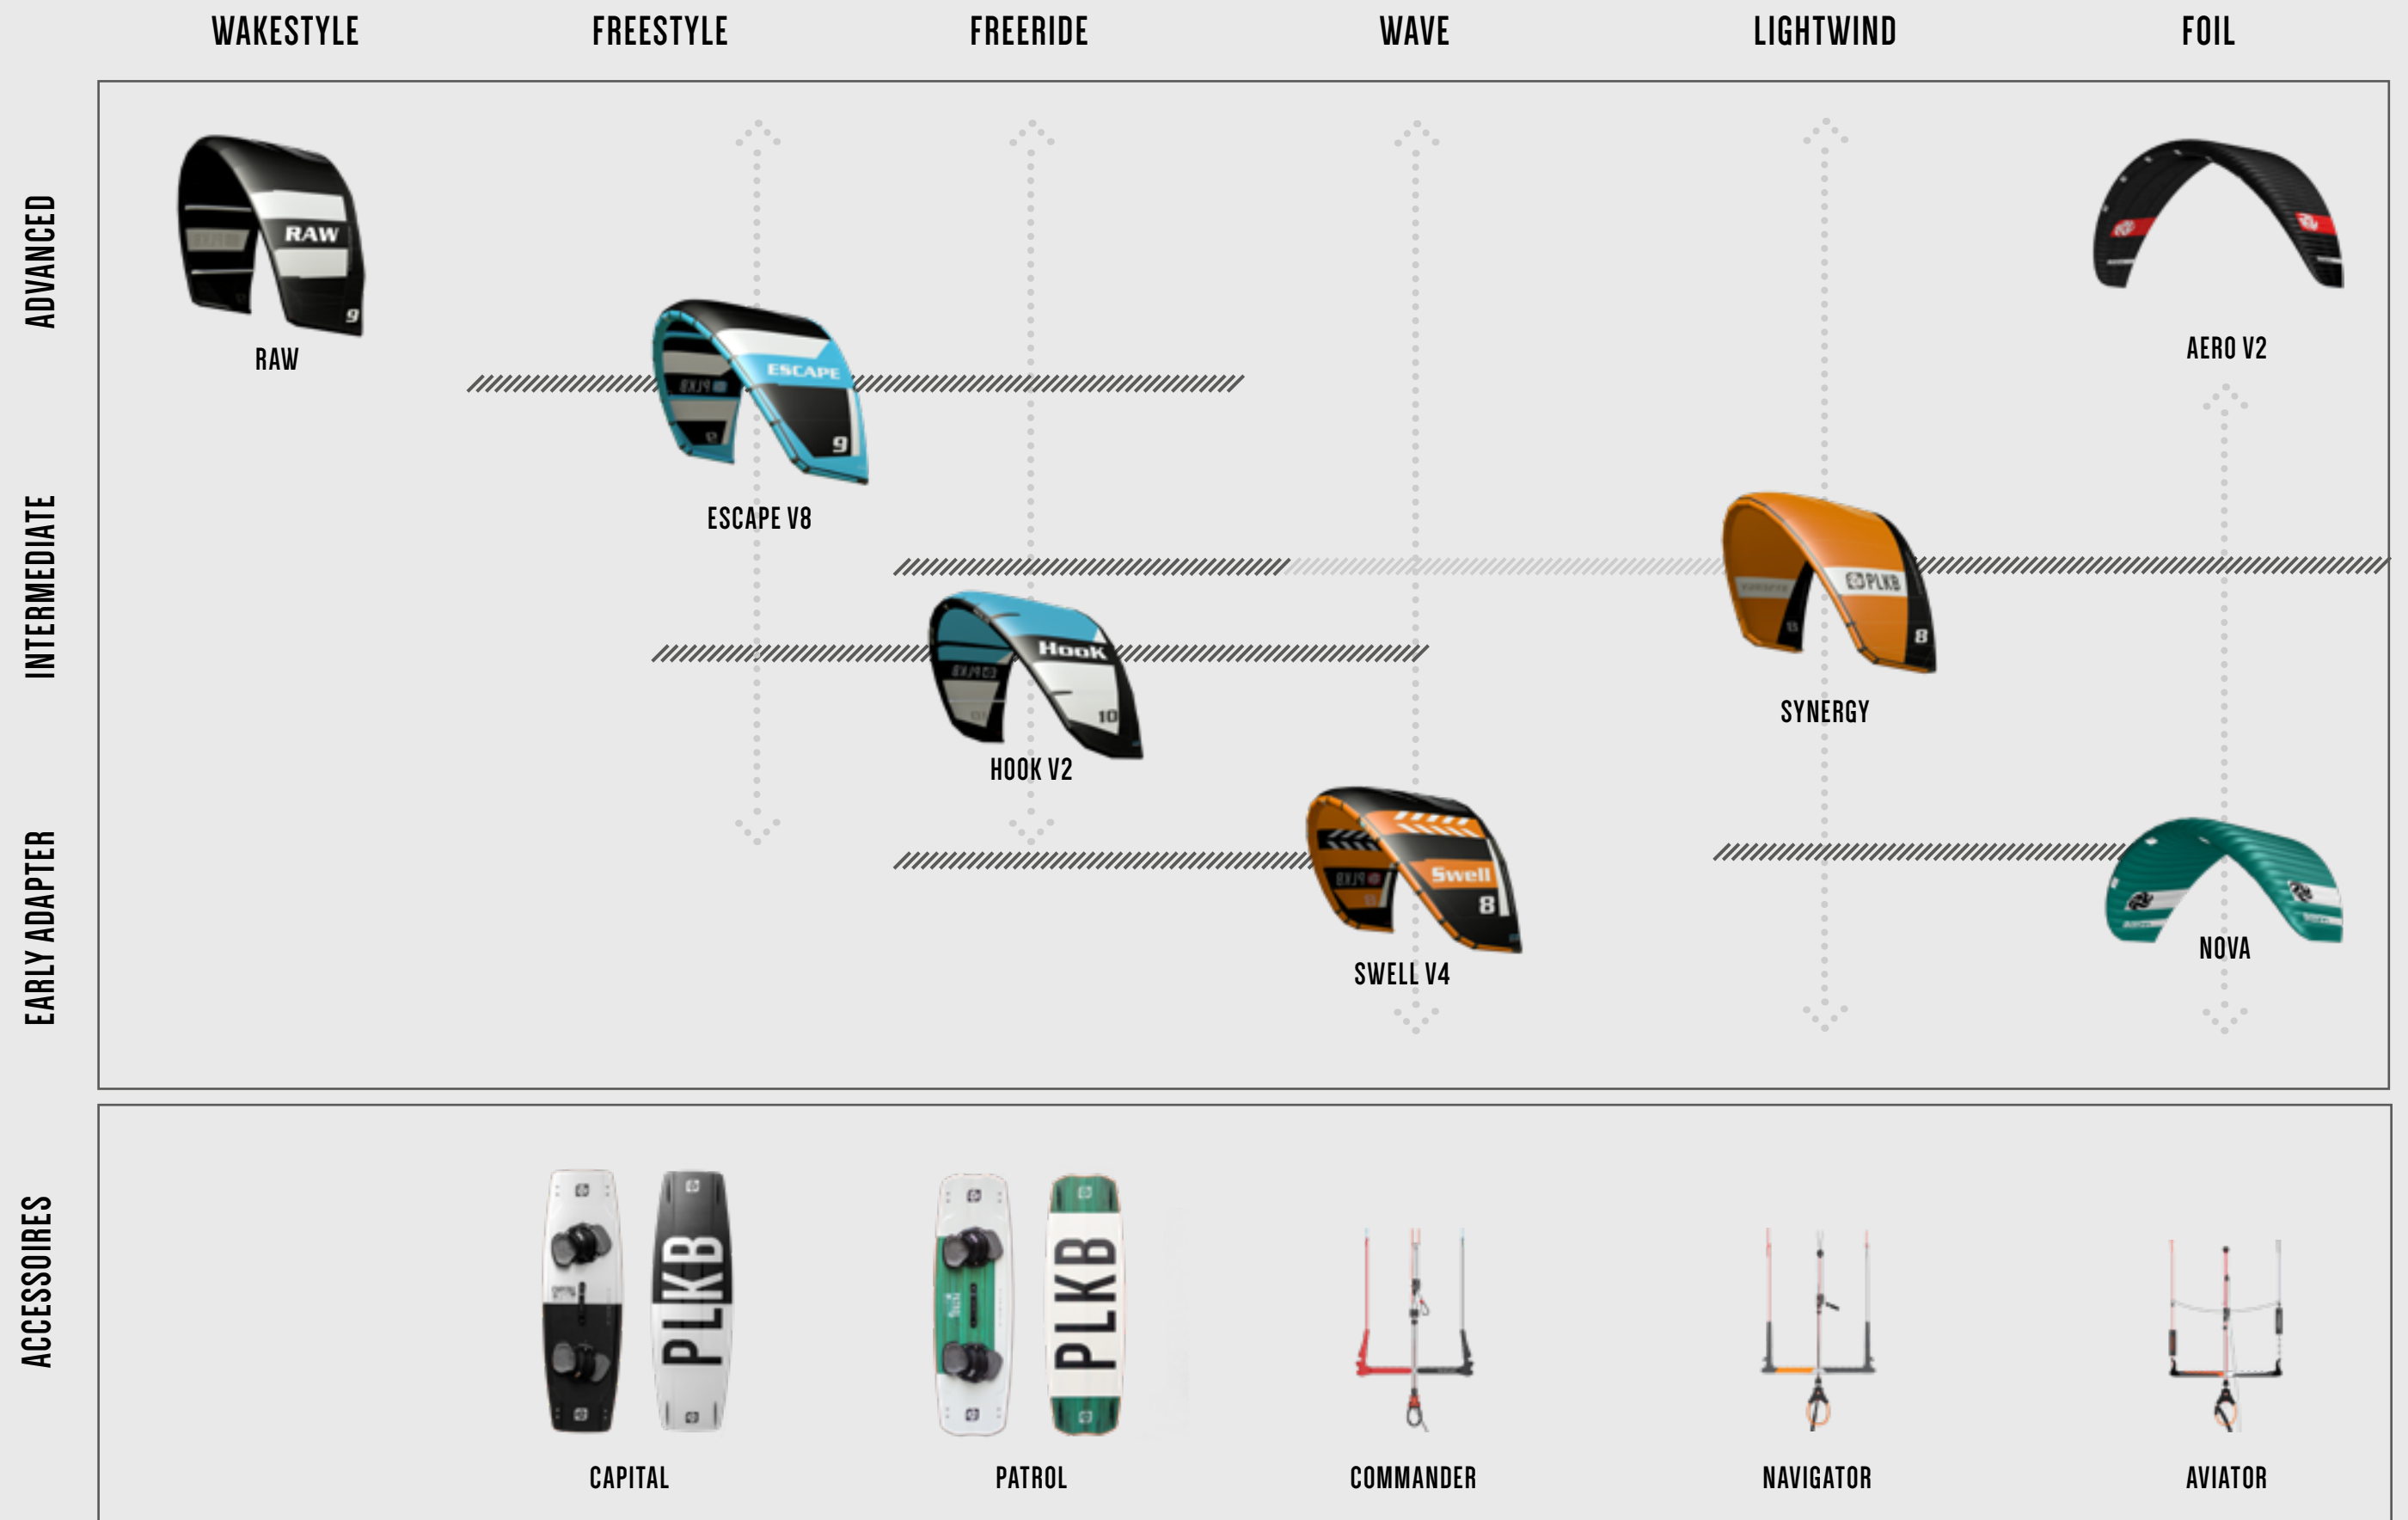 WAKESTYLE
FREESTYLE
FREERIDE
WAVE
LIGHTWIND
FOIL
ADVANCED
RAW
9
RAW
AERO V2
ESCAPE
9
ESCAPE V8
INTERMEDIATE
PLKB
8
SYNERGY
Hook
10
HOOK V2
EARLY ADAPTER
Swell
8
SWELL V4
NOVA
ACCESSOIRES
PLKB
PLKB
CAPITAL
PATROL
COMMANDER
NAVIGATOR
AVIATOR